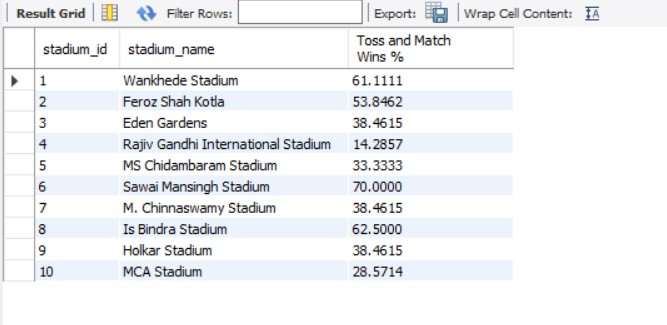 Result Grid Filter Rows: Export: Wrap Cell Content: IA
stadium_id stadium_name Toss and Match Wins %
1 Wankhede Stadium 61.1111
2 Feroz Shah Kotla 53.8462
3 Eden Gardens 38.4615
4 Rajiv Gandhi International Stadium 14.2857
5 MS Chidambaram Stadium 33.3333
6 Sawai Mansingh Stadium 70.0000
7 M. Chinnaswamy Stadium 38.4615
8 Is Bindra Stadium 62.5000
9 Holkar Stadium 38.4615
10 MCA Stadium 28.5714